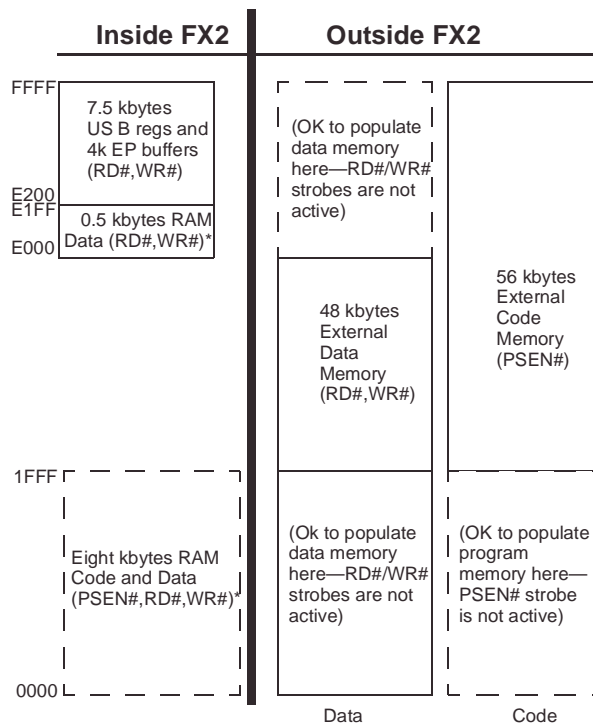 Inside FX2
Outside FX2
FFFF
7.5 kbytes
US B regs and
4k EP buffers
(RD#,WR#)
E200
E1FF
0.5 kbytes RAM
Data (RD#,WR#)*
E000
(OK to populate
data memory
here—RD#/WR#
strobes are not
active)
48 kbytes
External
Data
Memory
(RD#,WR#)
56 kbytes
External
Code
Memory
(PSEN#)
1FFF
Eight kbytes RAM
Code and Data
(PSEN#,RD#,WR#)*
(Ok to populate
data memory
here—RD#/WR#
strobes are not
active)
(OK to populate
program
memory here—
PSEN# strobe
is not active)
0000
Data
Code